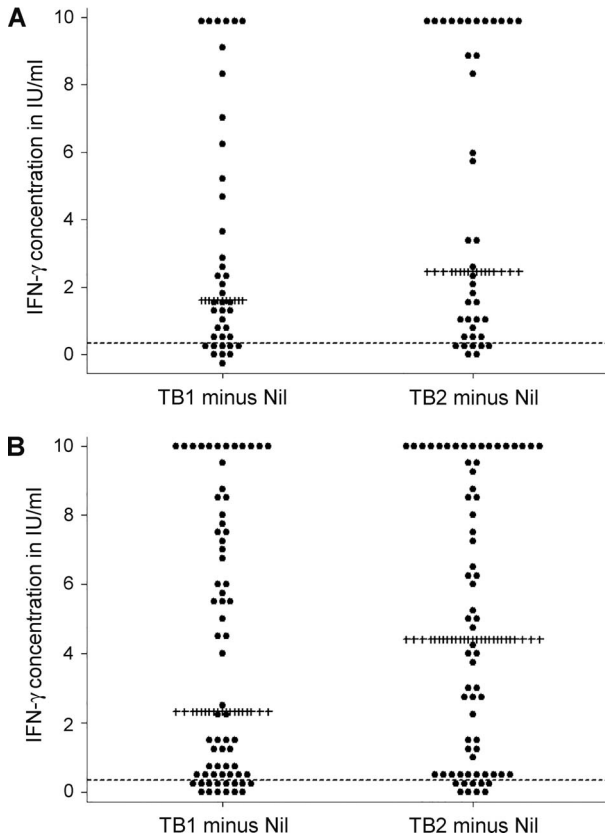 A
IFN-γ concentration in IU/ml
10
8
6
4
2
0
TB1 minus Nil
TB2 minus Nil
B
IFN-γ concentration in IU/ml
10
8
6
4
2
0
TB1 minus Nil
TB2 minus Nil